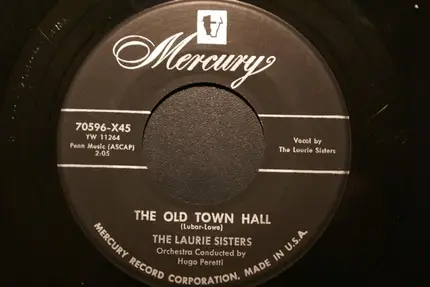 Mercury
70596-X45
YW 11264
Penn Music (ASCAP)
2:05
Vocal by
The Laurie Sisters
THE OLD TOWN HALL
(Lubar-Lowe)
THE LAURIE SISTERS
Orchestra Conducted by
Hugo Peretti
MERCURY RECORD CORPORATION, MADE IN U.S.A.